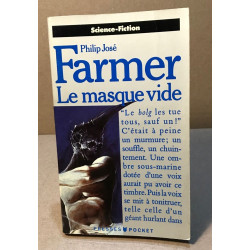 Science-Fiction
Philip José
Farmer
Le masque vide
"Le bolg les tue
tous, sauf un!"
C'était à peine
un murmure; un
souffle, un chuin-
tement. Une om-
bre sous-marine
dotée d'une voix
aurait pu avoir ce
timbre. Puis la voix
se mit à tonitruer,
telle celle d'un
géant hurlant dans
PRESSES POCKET